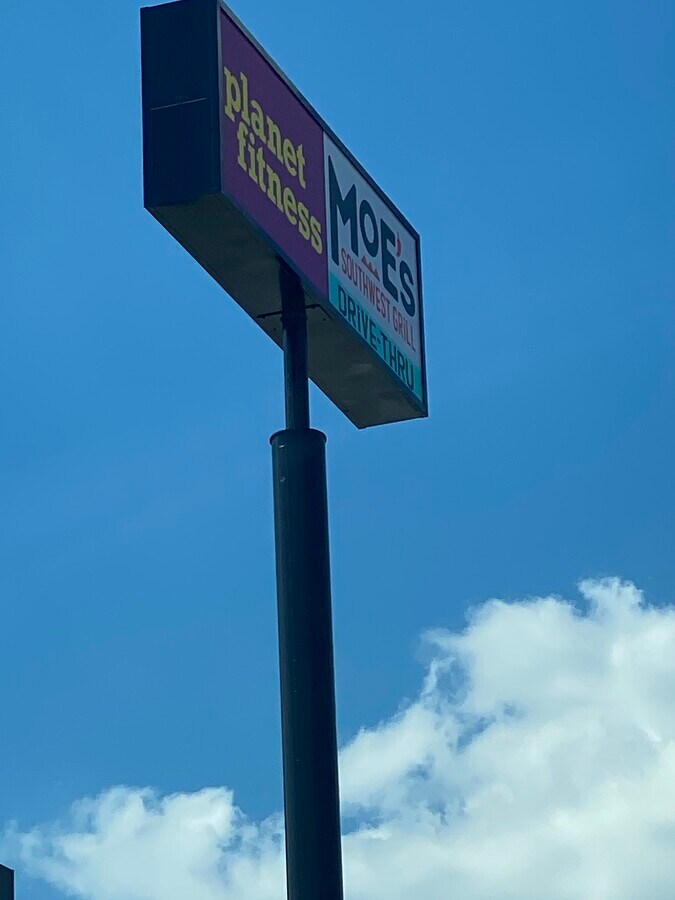 planet
fitness
MOE'S
SOUTHWEST GRILL
DRIVE-THRU